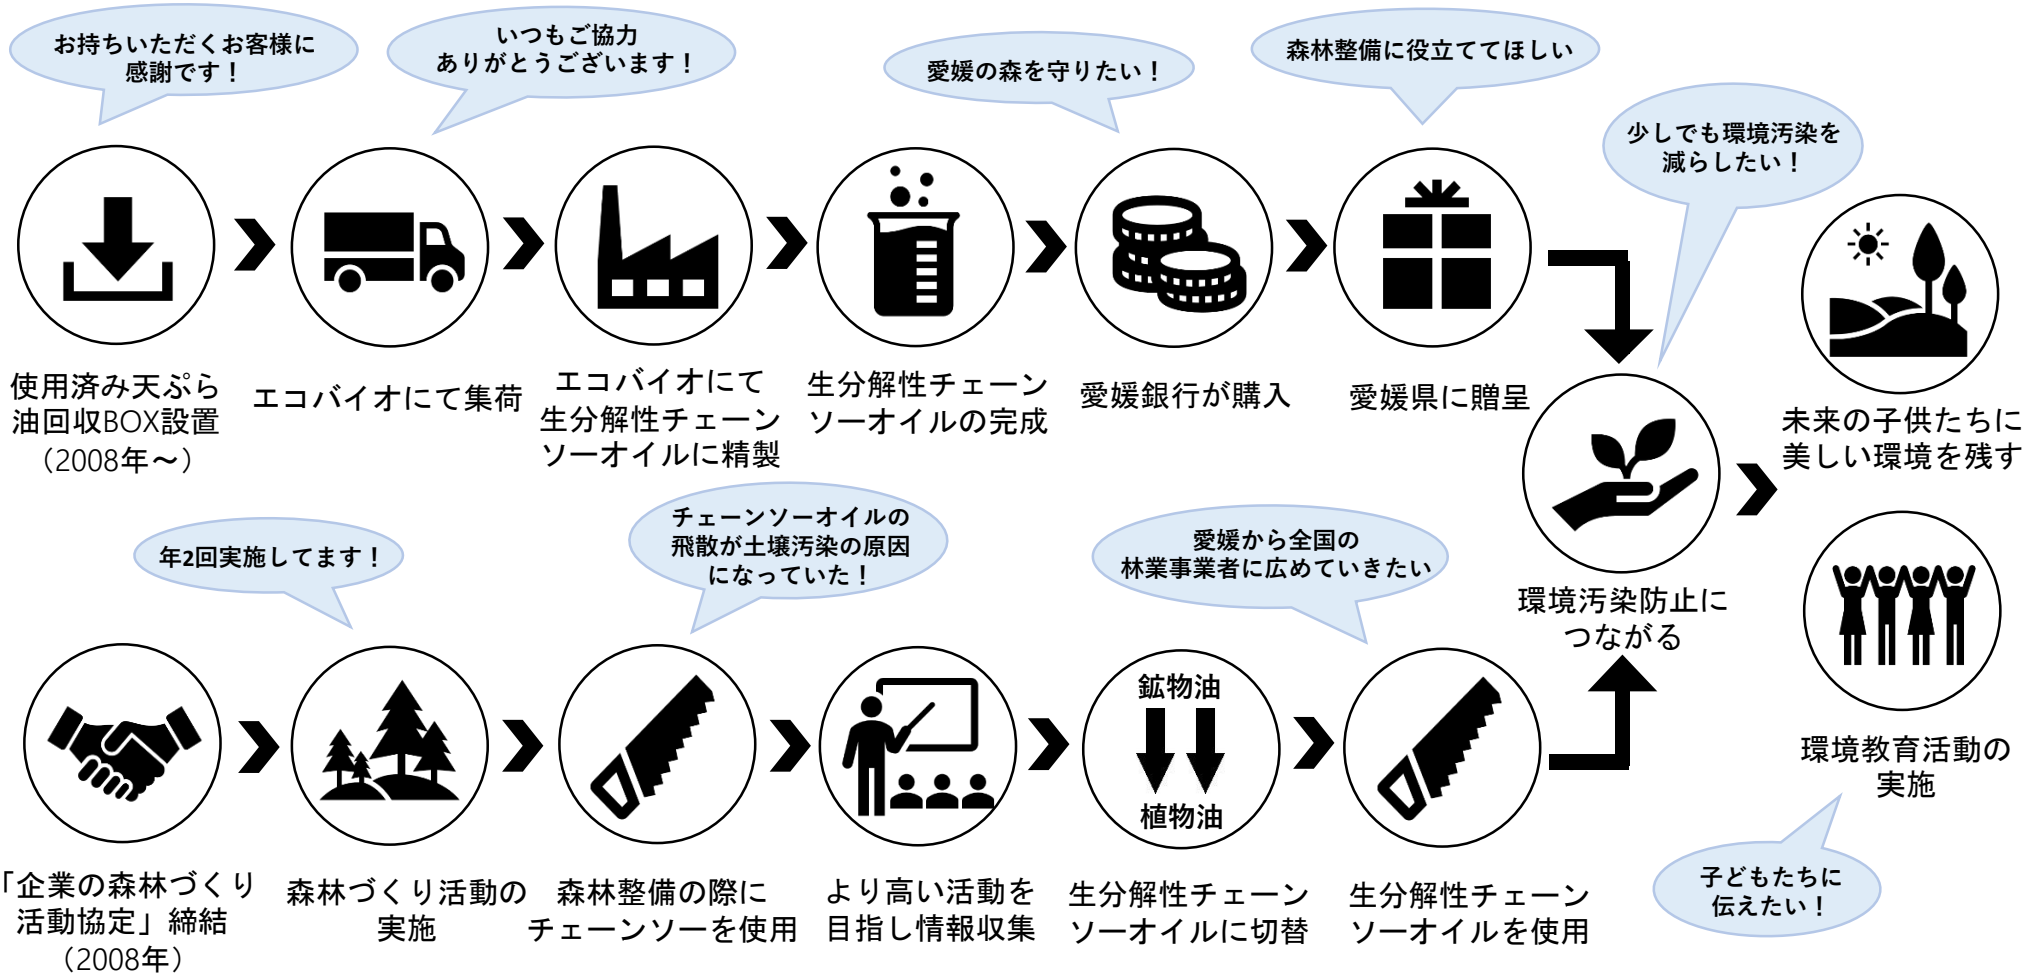 お持ちいただくお客様に
感謝です！
いつもご協力
ありがとうございます！
愛媛の森を守りたい！
森林整備に役立ててほしい
少しでも環境汚染を
減らしたい！
使用済み天ぷら
油回収BOX設置
（2008年～）
エコバイオにて集荷
エコバイオにて
生分解性チェーン
ソーオイルに精製
生分解性チェーン
ソーオイルの完成
愛媛銀行が購入
愛媛県に贈呈
環境汚染防止に
つながる
未来の子供たちに
美しい環境を残す
年2回実施してます！
チェーンソーオイルの
飛散が土壌汚染の原因
になっていた！
愛媛から全国の
林業事業者に広めていきたい
鉱物油
植物油
「企業の森林づくり
活動協定」締結
（2008年）
森林づくり活動の
実施
森林整備の際に
チェーンソーを使用
より高い活動を
目指し情報収集
生分解性チェーン
ソーオイルに切替
生分解性チェーン
ソーオイルを使用
環境教育活動の
実施
子どもたちに
伝えたい！